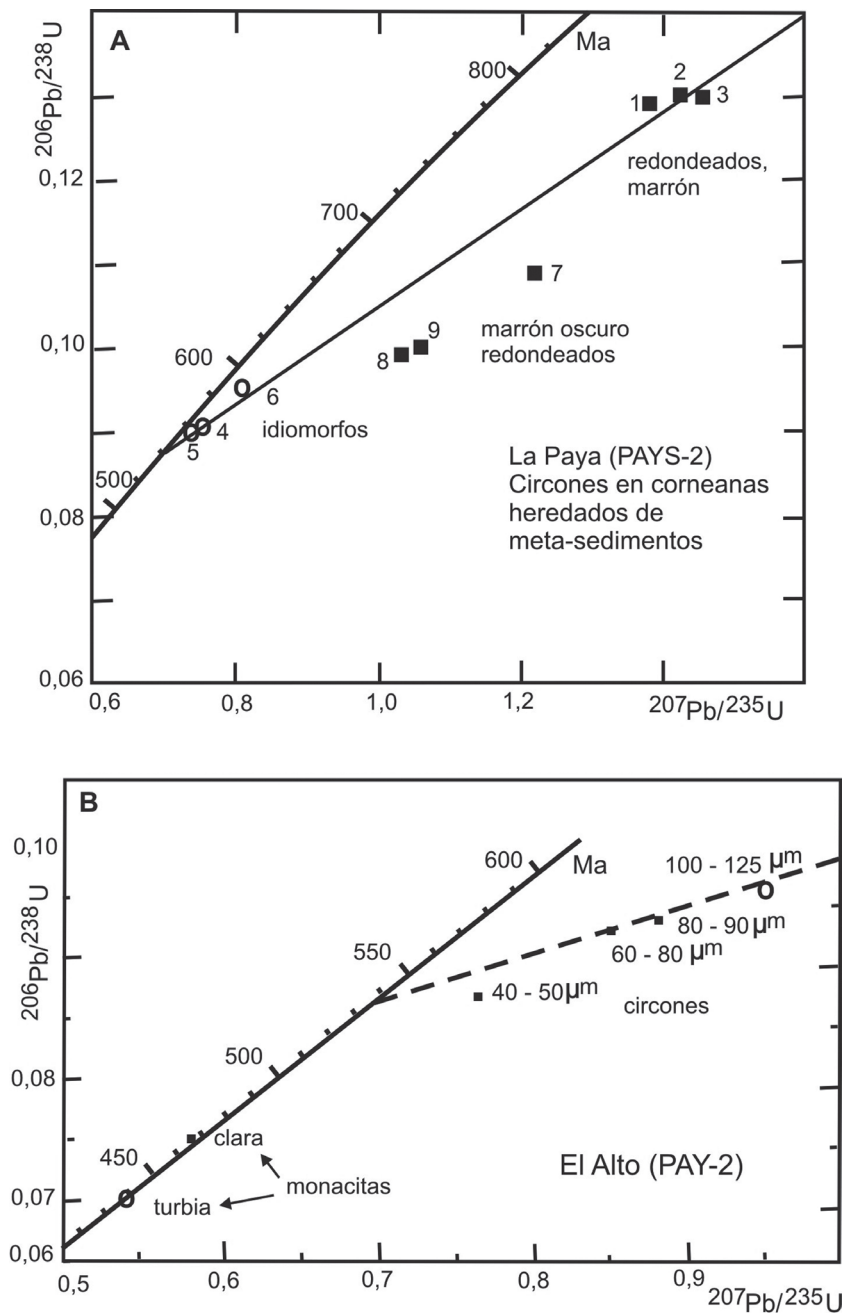 A
Ma
206Pb/238U
800
2
1
3
redondeados,
marrón
0,12
700
7
marrón oscuro
redondeados
9
8
0,10
600
6
idiomorfos
4
5
500
La Paya (PAYS-2)
Circones en corneanas
heredados de
meta-sedimentos
0,08
0,06
0,6
0,8
1,0
1,2
207Pb/235U
B
0,10
600
Ma
100 - 125 µm
206Pb/238U
80 - 90µm
60 - 80 µm
550
40 - 50µm
circones
500
0,08
clara
450
monacitas
El Alto (PAY-2)
turbia
0,07
0,06
0,5
0,6
0,7
0,8
0,9
207Pb/235U